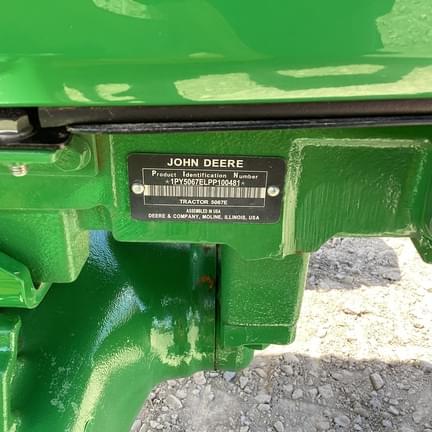 JOHN DEERE
Product Identification Number
*1PY5067ELPP100481*
TRACTOR 5067E
ASSEMBLED IN USA
DEERE & COMPANY, MOLINE, ILLINOIS, USA